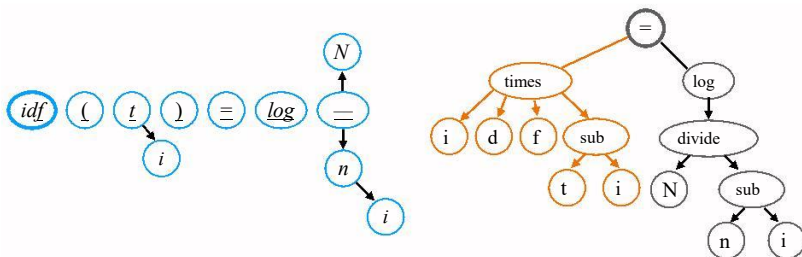 N
idf ( t ) = log —
i
n
i
=
times log
i d f sub divide
t i N sub
n i